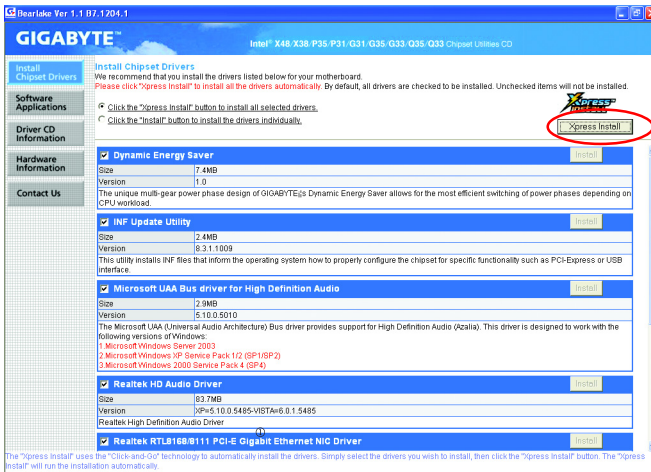 Bearlake Ver 1.1 B7.1204.1
GIGABYTE™
Intel® X48/X38/P35/P31/G31/G35/G33/Q35/Q33 Chipset Utilities CD
Install
Chipset Drivers
Software
Applications
Driver CD
Information
Hardware
Information
Contact Us
Install Chipset Drivers
We recommend that you install the drivers listed below for your motherboard.
Please click "Xpress Install" to install all the drivers automatically. By default, all drivers are checked to be installed. Unchecked items will not be installed.
Click the "Xpress Install" button to install all selected drivers.
Click the "Install" button to install the drivers individually.
Xpress
Install
Xpress Install
Dynamic Energy Saver
Install
Size 7.4MB
Version 1.0
The unique multi-gear power phase design of GIGABYTE¡¦s Dynamic Energy Saver allows for the most efficient switching of power phases depending on
CPU workload.
INF Update Utility
Install
Size 2.4MB
Version 8.3.1.1009
This utility installs INF files that inform the operating system how to properly configure the chipset for specific functionality such as PCI-Express or USB
interface.
Microsoft UAA Bus driver for High Definition Audio
Install
Size 2.9MB
Version 5.10.0.5010
The Microsoft UAA (Universal Audio Architecture) Bus driver provides support for High Definition Audio (Azalia). This driver is designed to work with the
following versions of Windows:
1.Microsoft Windows Server 2003
2.Microsoft Windows XP Service Pack 1/2 (SP1/SP2)
3.Microsoft Windows 2000 Service Pack 4 (SP4)
Realtek HD Audio Driver
Install
Size 83.7MB
Version XP=5.10.0.5485-VISTA=6.0.1.5485
Realtek High Definition Audio Driver
①
Realtek RTL8168/8111 PCI-E Gigabit Ethernet NIC Driver
Install
The "Xpress Install" uses the "Click-and-Go" technology to automatically install the drivers. Simply select the drivers you wish to install, then click the "Xpress Install" button. The "Xpress
Install" will run the installation automatically.